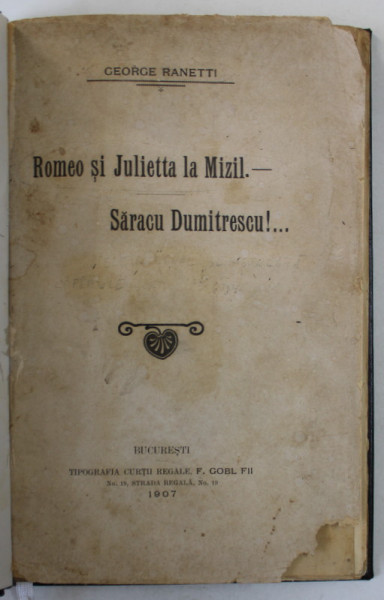 GEORGE RANETTI
Romeo și Julietta la Mizil.—
Săracu Dumitrescu!...
BUCUREȘTI
TIPOGRAFIA CURȚII REGALE, F. GOBL FII
No. 19, STRADA REGALĂ, No. 19
1907